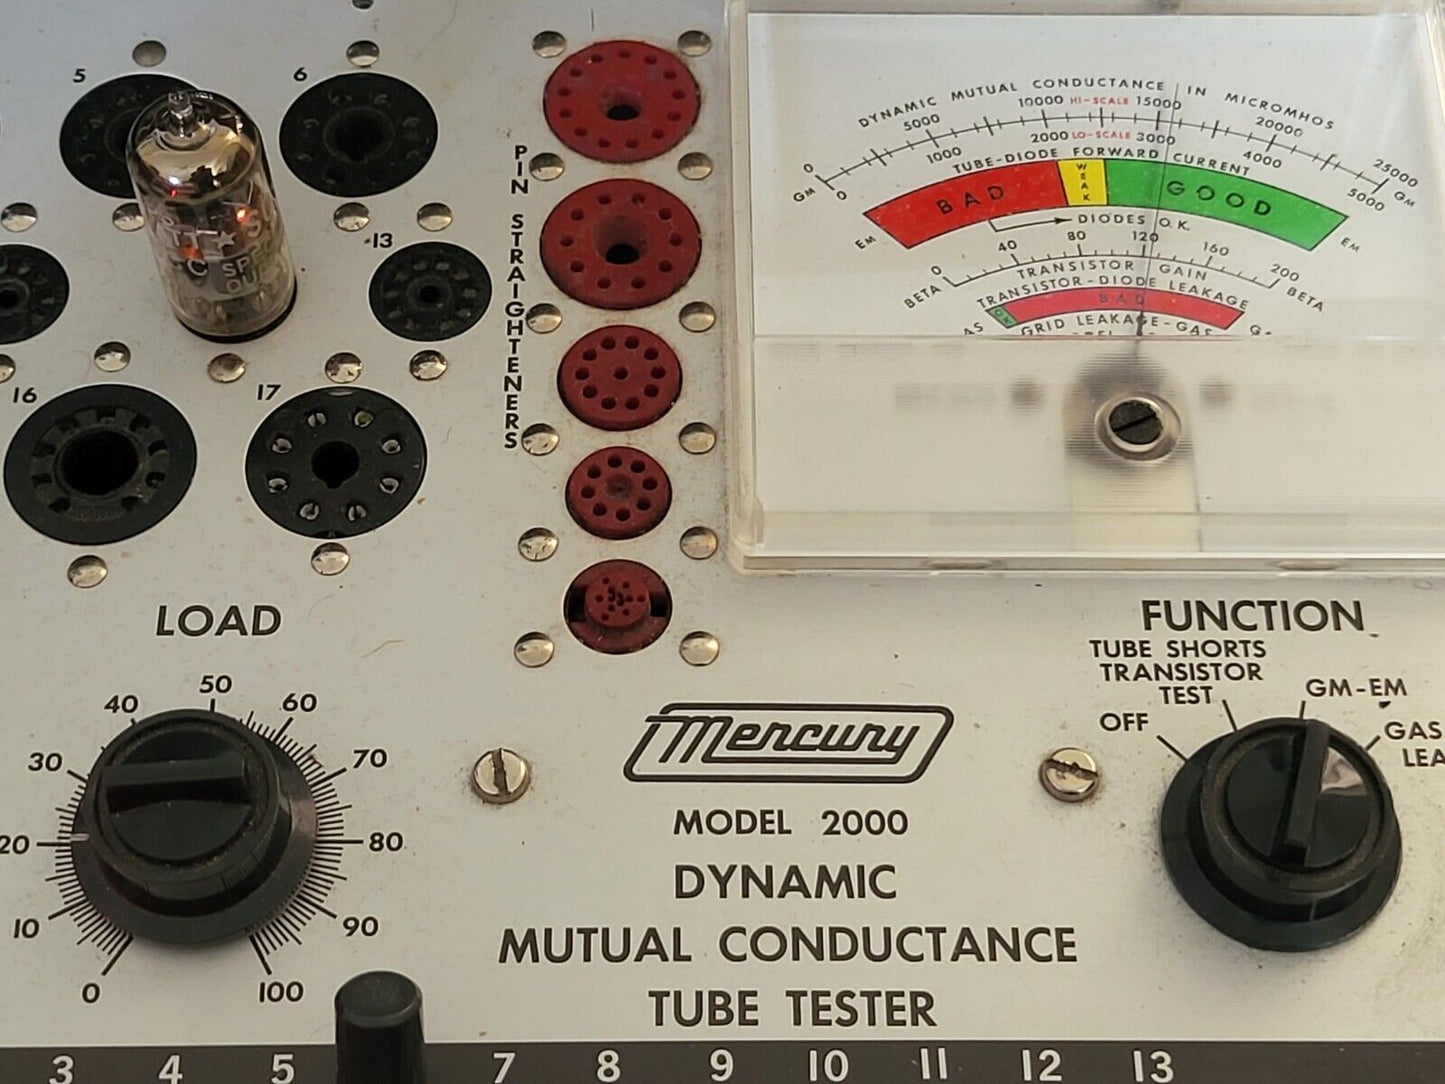 5
6
13
16
17
PIN STRAIGHTENERS
DYNAMIC MUTUAL CONDUCTANCE IN MICROMHOS
0 5000 10000 HI-SCALE 15000 20000 25000
GM 0 1000 2000 LO-SCALE 3000 4000 5000 GM
TUBE-DIODE FORWARD CURRENT
EM BAD WEAK GOOD EM
DIODES O.K.
0 40 80 120 160 200
BETA TRANSISTOR GAIN BETA
TRANSISTOR-DIODE LEAKAGE
BAD
GRID LEAKAGE-GAS
LOAD
0 10 20 30 40 50 60 70 80 90 100
FUNCTION
TUBE SHORTS
TRANSISTOR
TEST
GM-EM
OFF
GAS
LEA
Mercury
MODEL 2000
DYNAMIC
MUTUAL CONDUCTANCE
TUBE TESTER
3 4 5 7 8 9 10 11 12 13